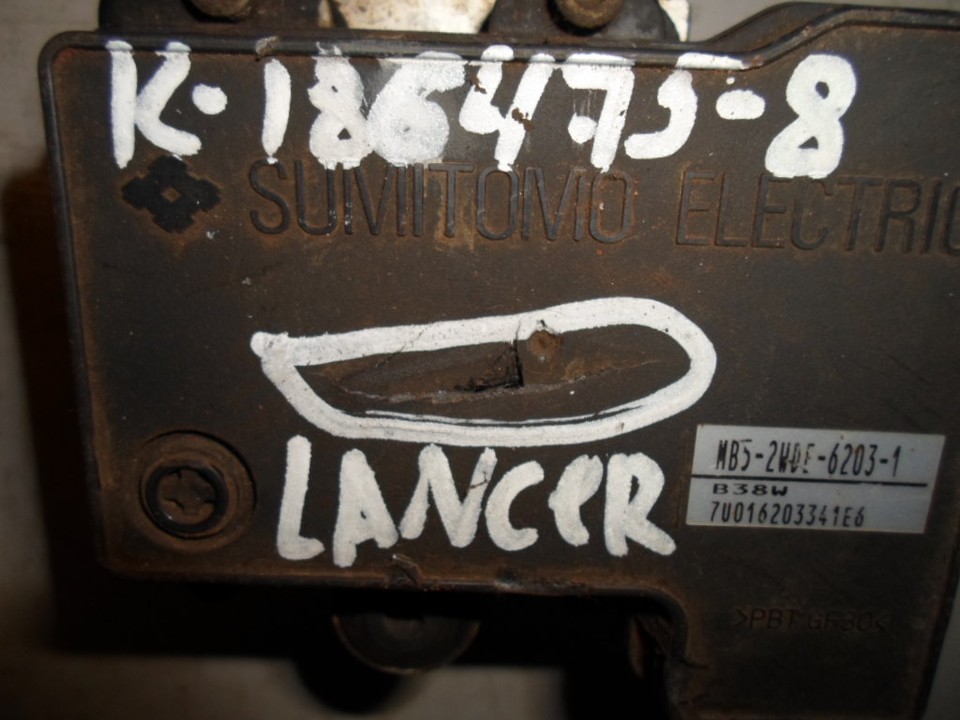 K.186475-8
SUMITOMO ELECTRIC
LANCER
MB5-2WDE-6203-1
B38W
7U016203341E6
>PBT-GF30<